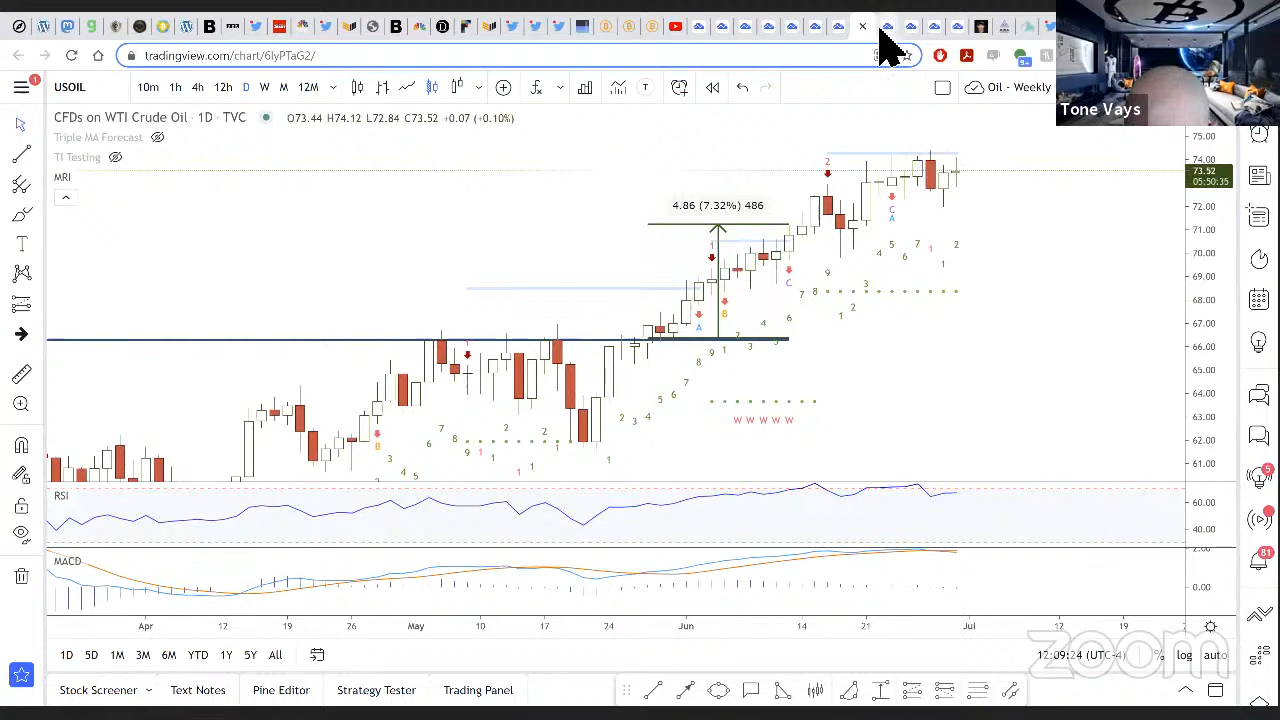 tradingview.com/chart/6lyPTaG2/
Tone Vays
1
USOIL
10m 1h 4h 12h D W M 12M
Oil - Weekly
CFDs on WTI Crude Oil · 1D · TVC
O73.44 H74.12 L72.84 C73.52 +0.07 (+0.10%)
Triple MA Forecast
TI Testing
MRI
4.86 (7.32%) 486
75.00
74.00
73.52
05:50:35
72.00
71.00
70.00
69.00
68.00
67.00
66.00
65.00
64.00
63.00
62.00
61.00
W W W W W
RSI
60.00
40.00
MACD
2.00
0.00
Apr 12 19 26 May 10 17 24 Jun 14 21 Jul 12 19
5
81
1D 5D 1M 3M 6M YTD 1Y 5Y All
12:09:24 (UTC-4) % log auto
zoom
Stock Screener Text Notes Pine Editor Strategy Tester Trading Panel